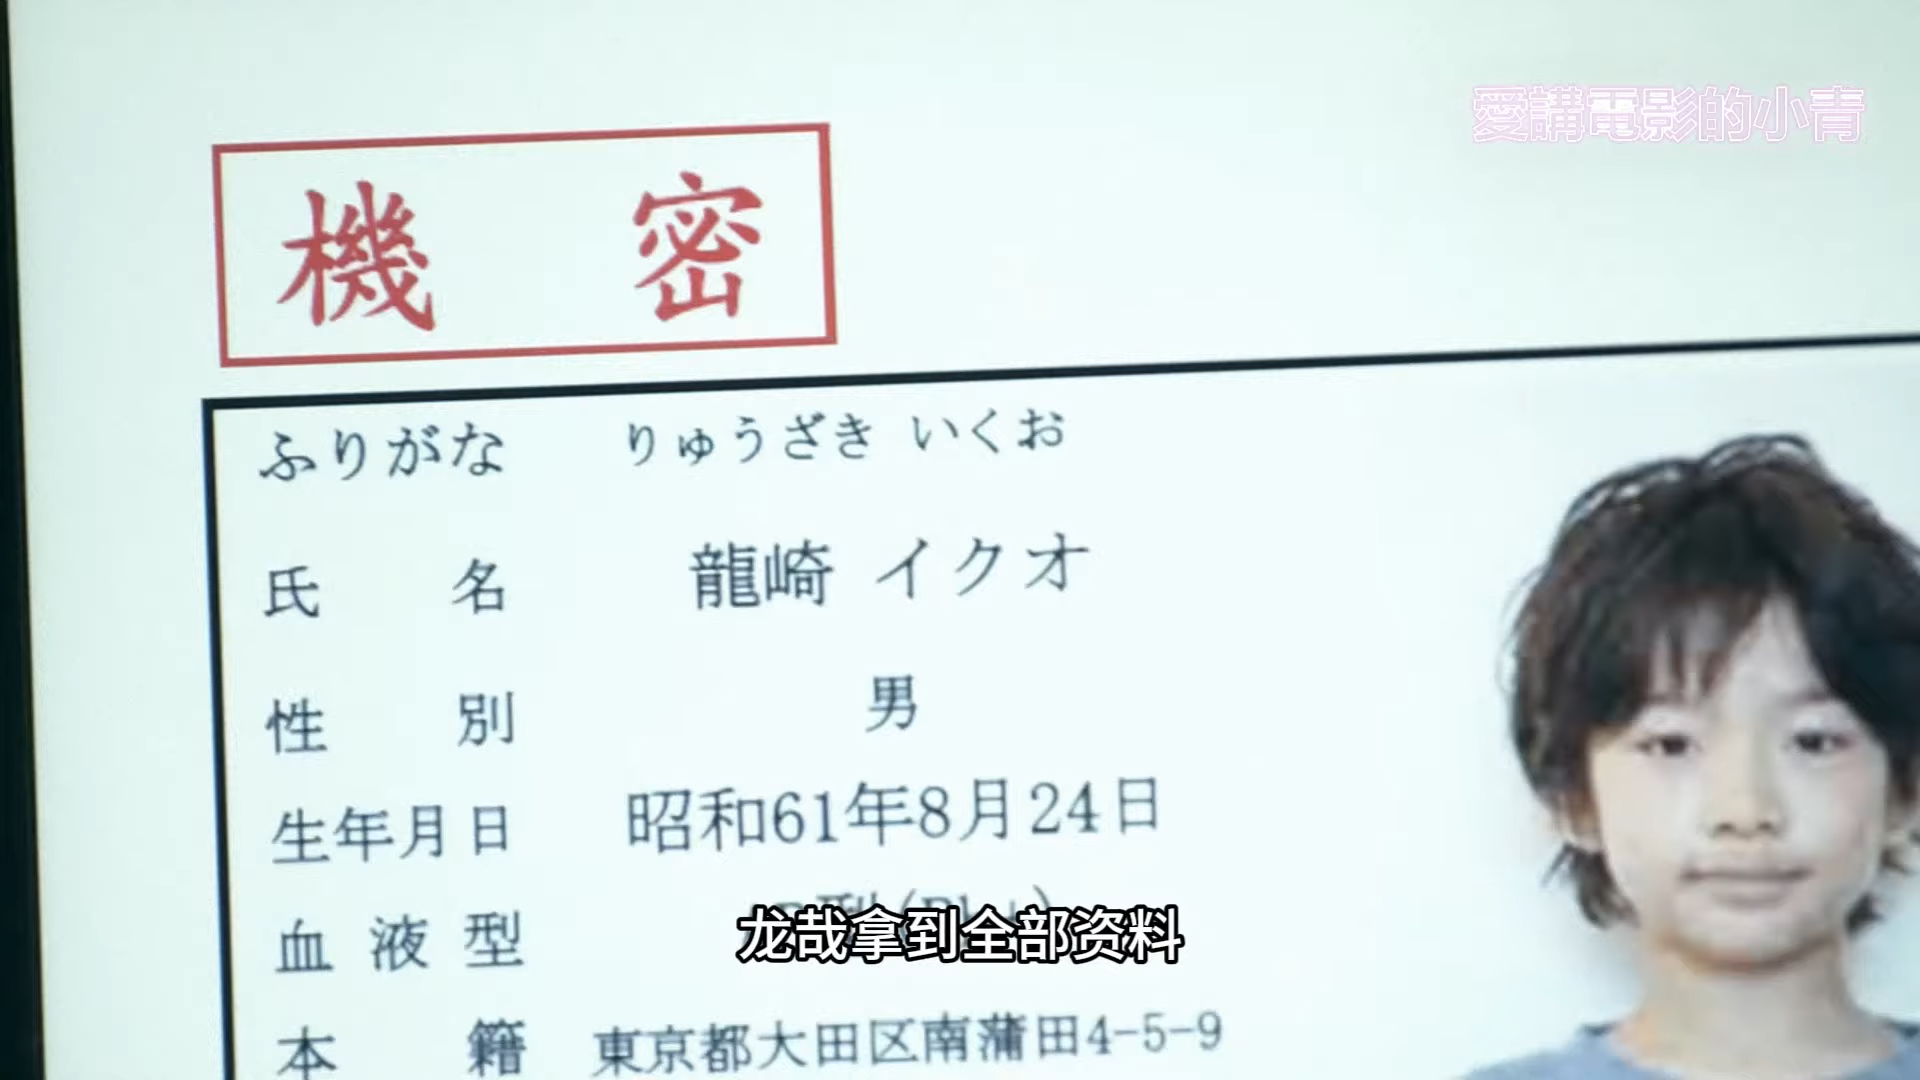 愛講電影的小青
機密
ふりがな りゅうざき いくお
氏名 龍崎 イクオ
性別 男
生年月日 昭和61年8月24日
血液型
龙哉拿到全部资料
本籍 東京都大田区南蒲田4-5-9